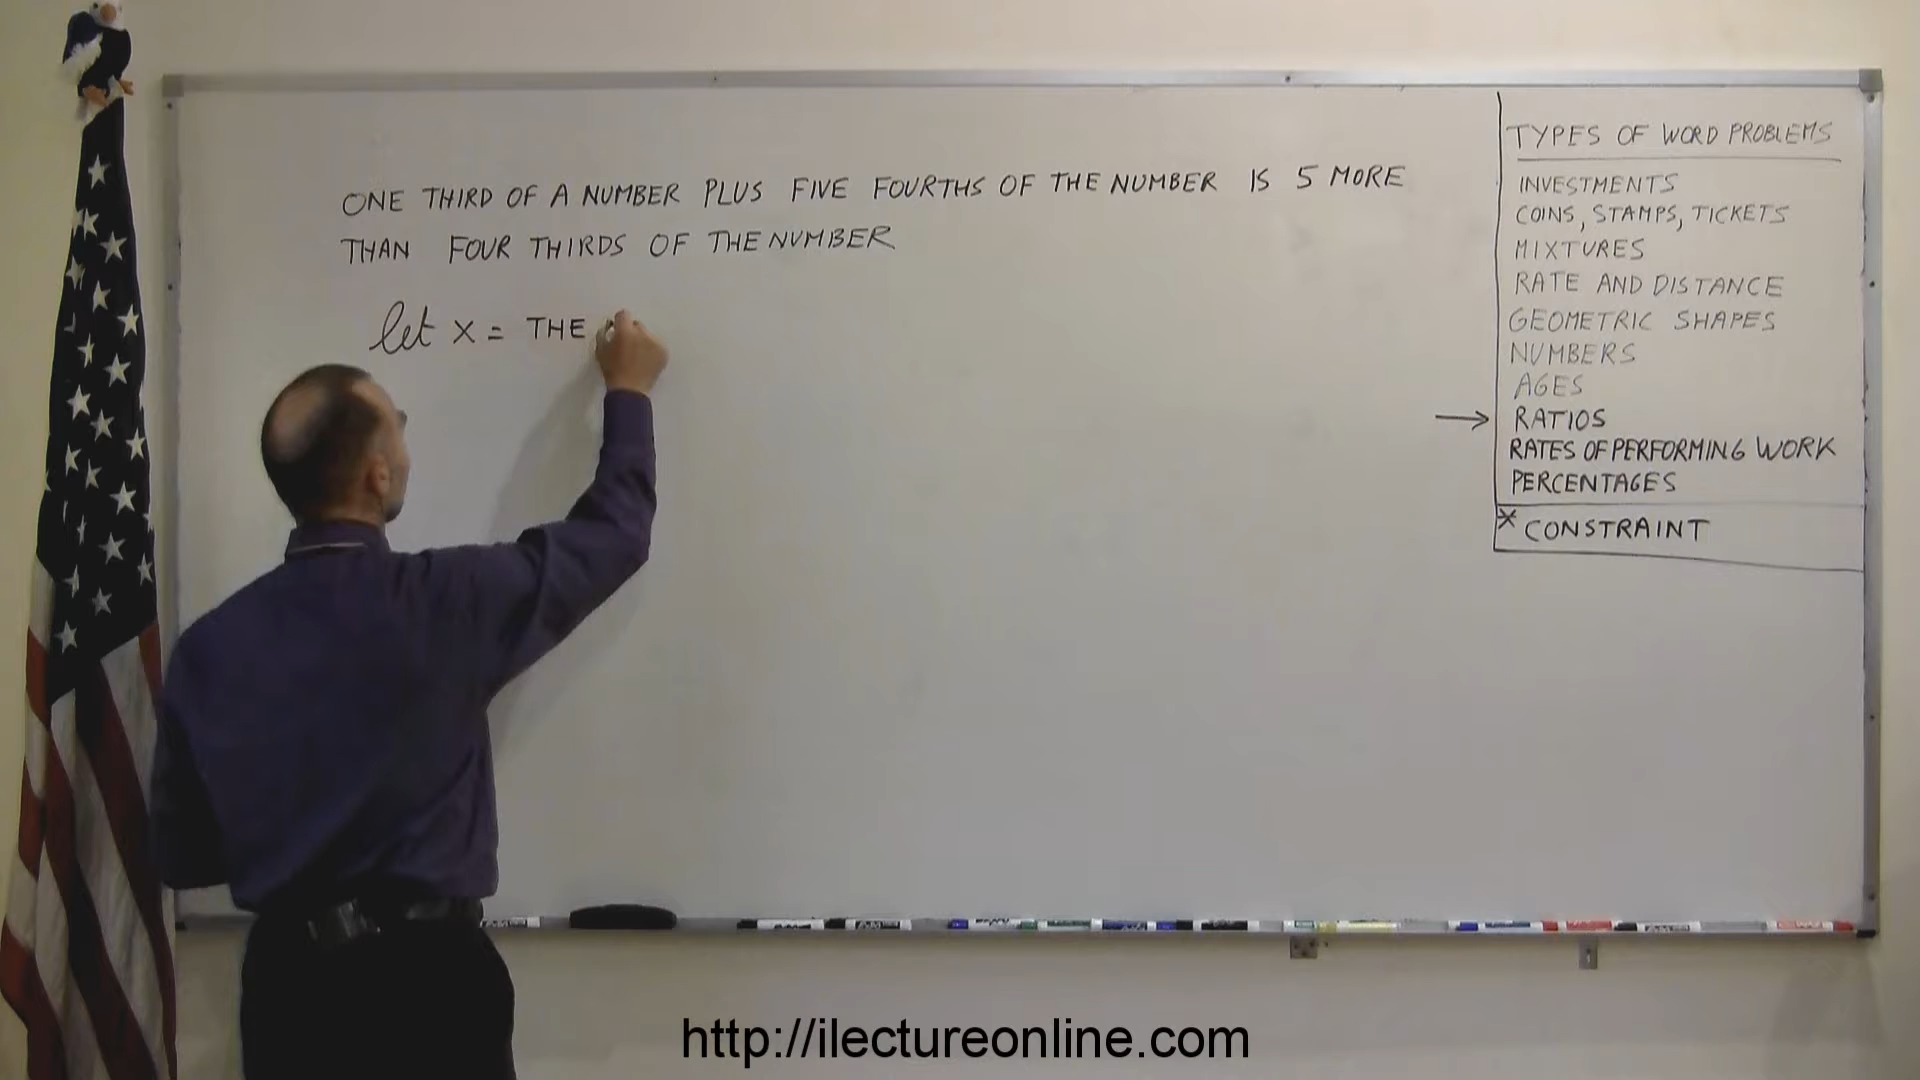 ONE THIRD OF A NUMBER PLUS FIVE FOURTHS OF THE NUMBER IS 5 MORE
THAN FOUR THIRDS OF THE NUMBER
let x = THE
TYPES OF WORD PROBLEMS
INVESTMENTS
COINS, STAMPS, TICKETS
MIXTURES
RATE AND DISTANCE
GEOMETRIC SHAPES
NUMBERS
AGES
→ RATIOS
RATES OF PERFORMING WORK
PERCENTAGES
* CONSTRAINT
http://ilectureonline.com